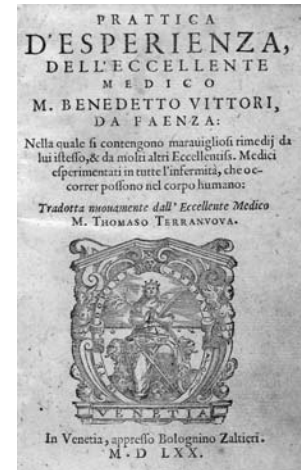 PRATTICA
D'ESPERIENZA,
DELL'ECCELLENTE
MEDICO
M. BENEDETTO VITTORI,
DA FAENZA:
Nella quale ſi contengono marauiglioſi rimedij da
lui iſteſſo, & da molti altri Eccellentiſſ. Medici
eſperimentati in tutte l'infermità, che oc-
correr poſſono nel corpo humano:
Tradotta nuouamente dall' Eccellente Medico
M. THOMASO TERRANVOVA.
VENETIA
In Venetia, appreſſo Bolognino Zaltieri.
M. D LXX.